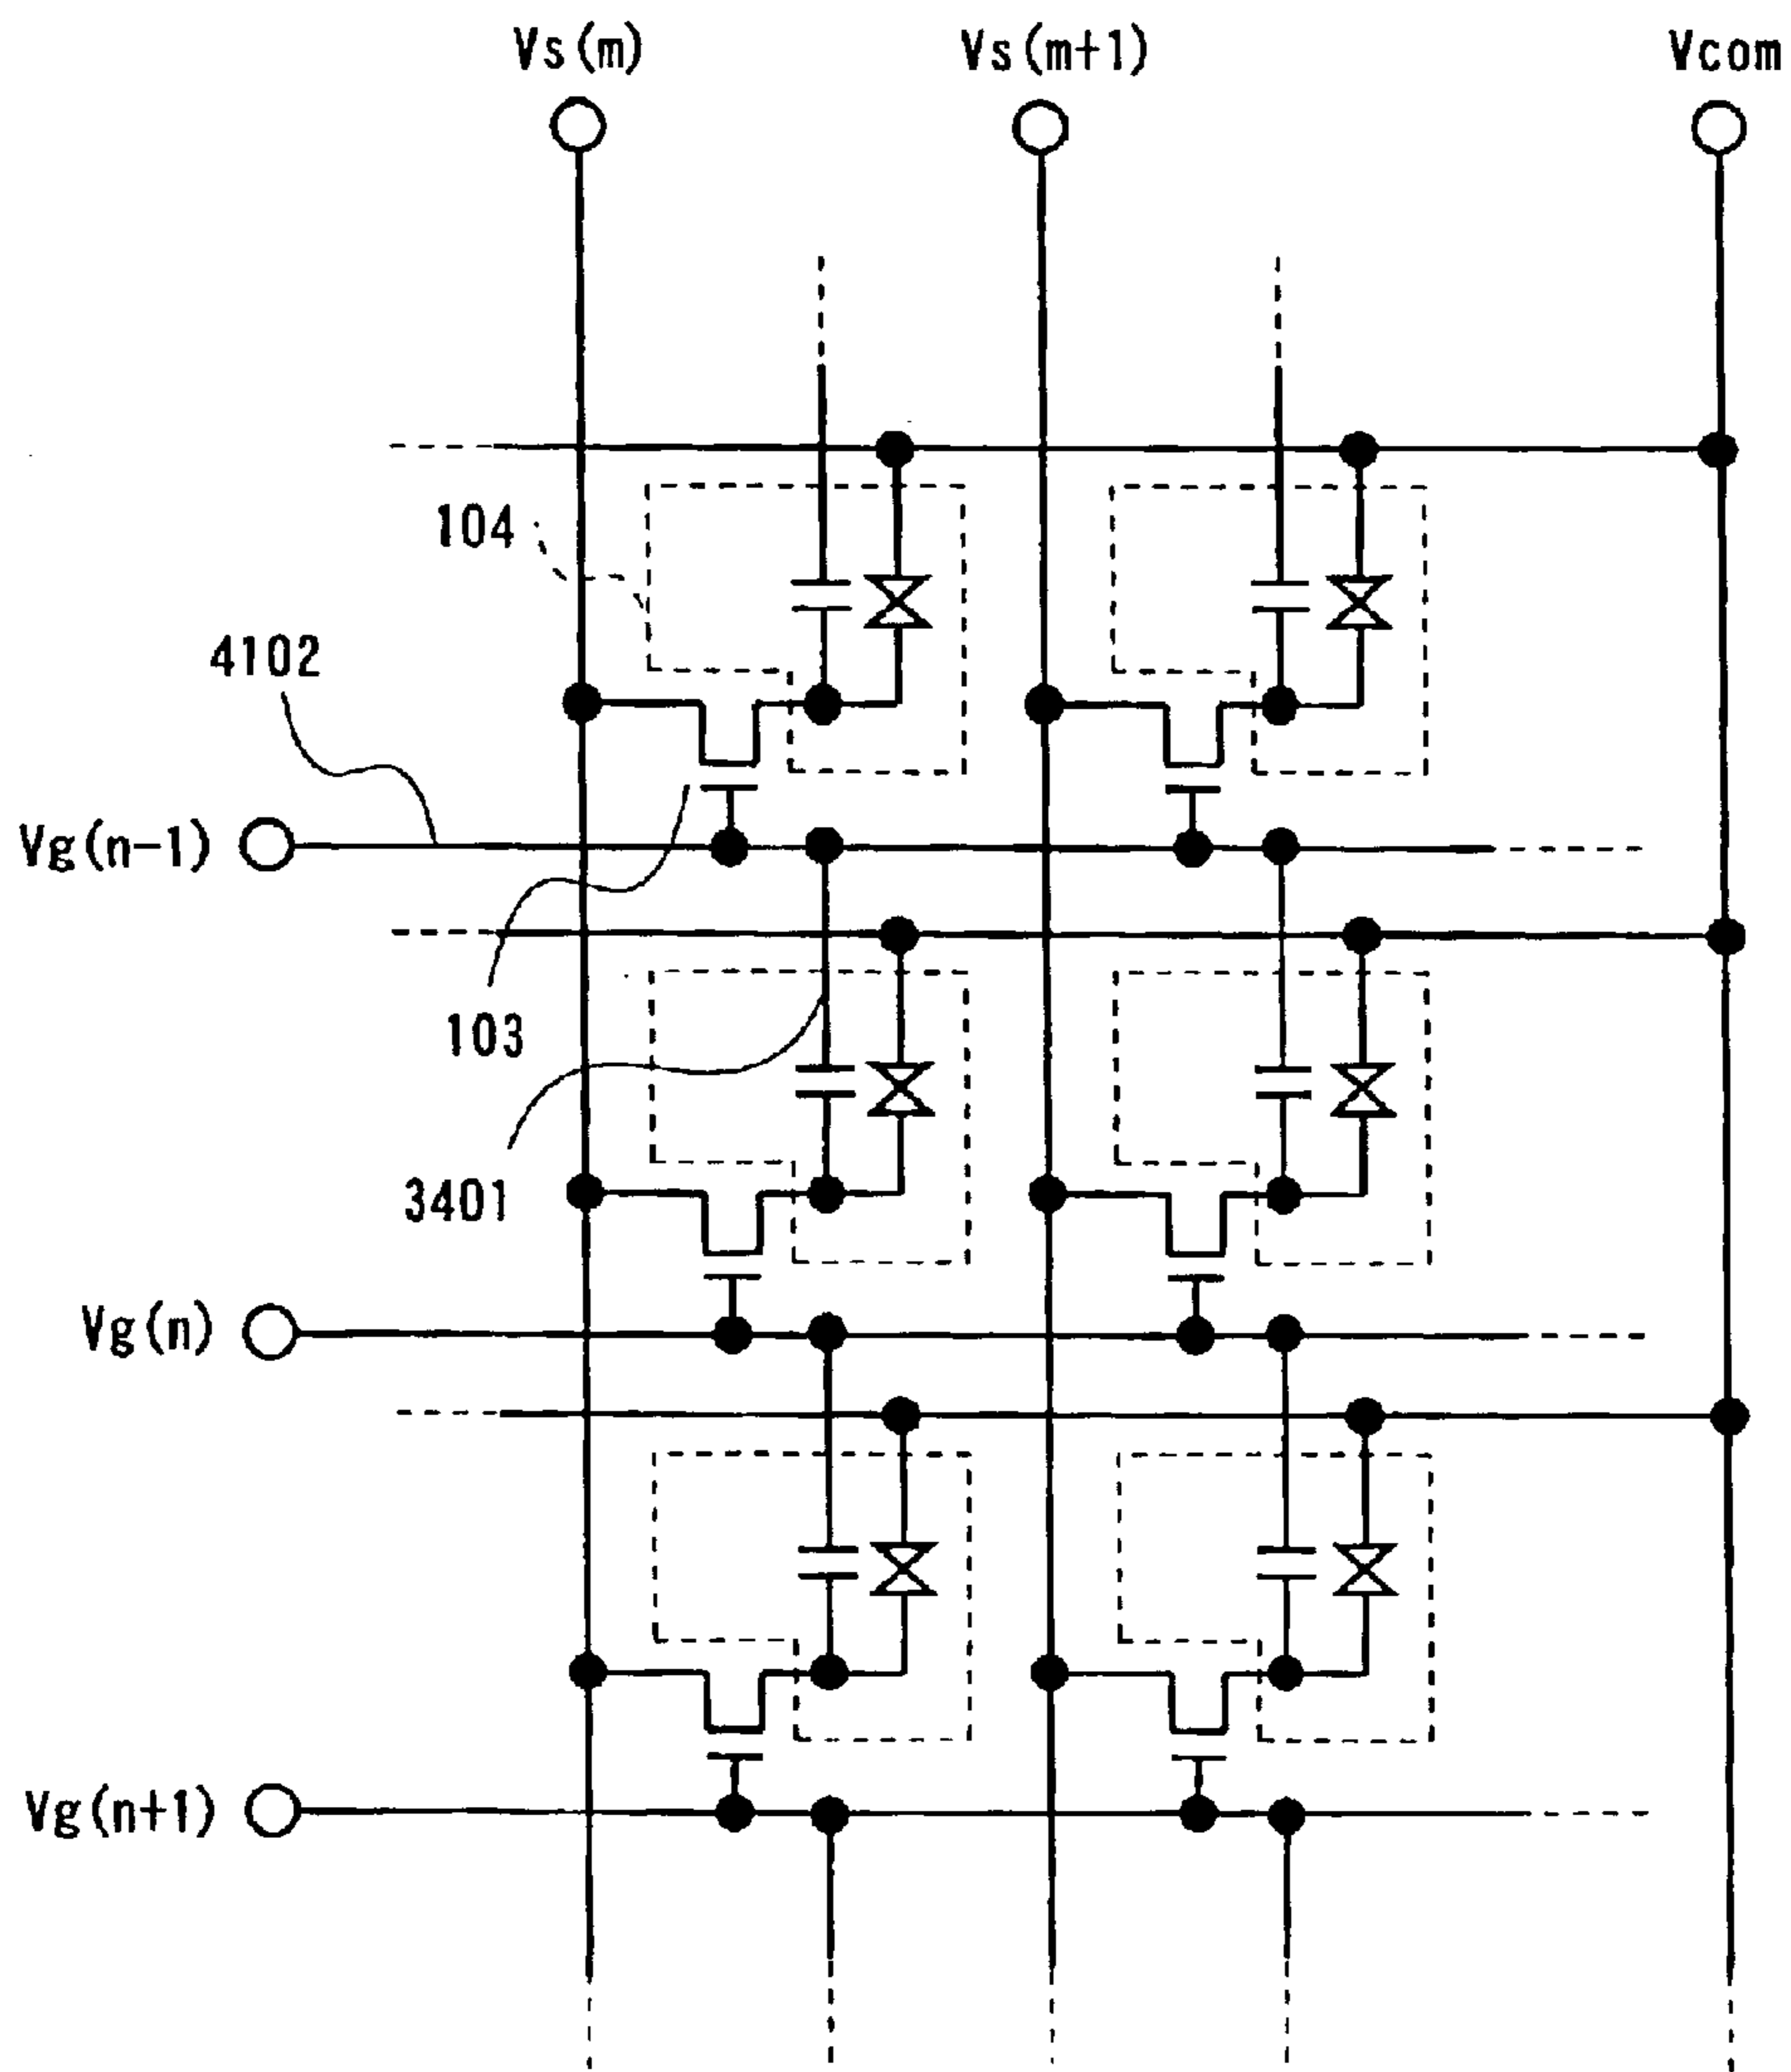 Vs(m) Vs(m+1) Vcom
104
4102
Vg(n-1)
103
3401
Vg(n)
Vg(n+1)